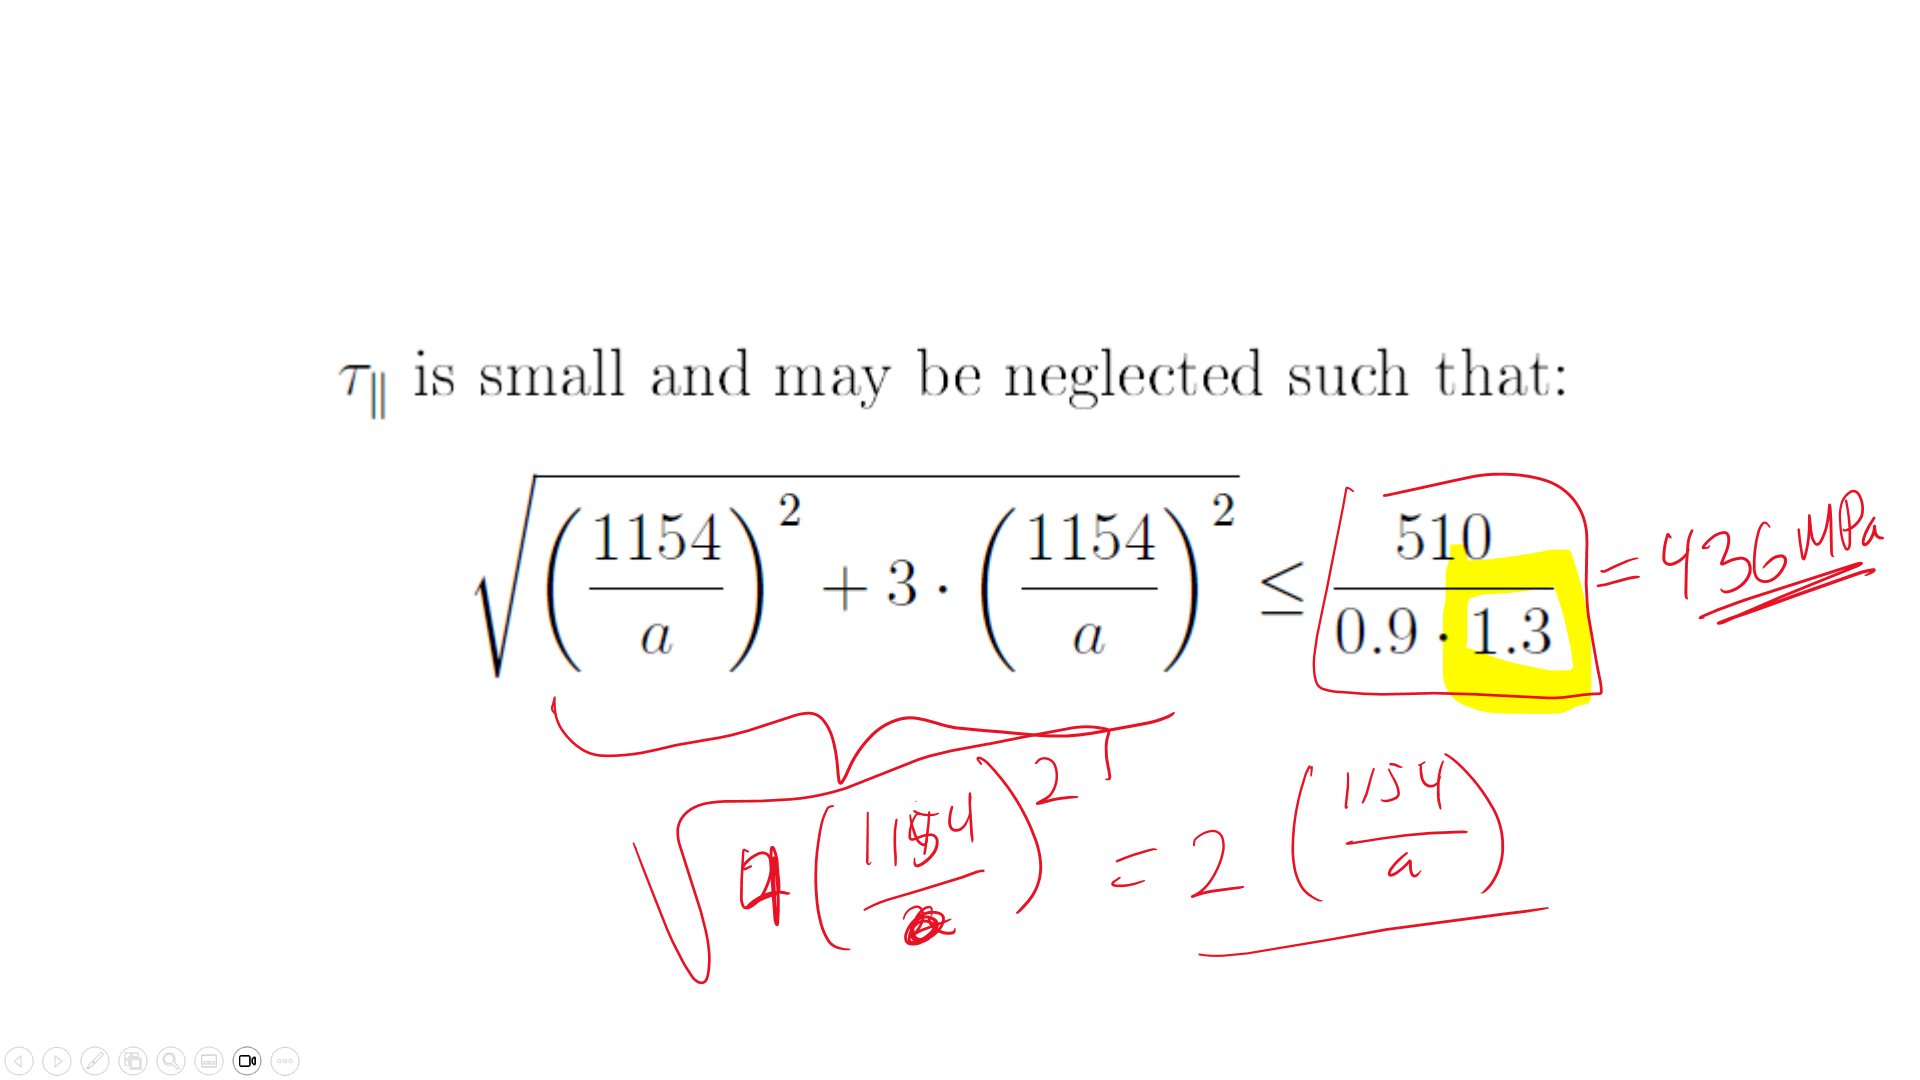 τ∥ is small and may be neglected such that:
√((1154/a)² + 3 · (1154/a)²) ≤ 510/(0.9 · 1.3) = 436 MPa
√(4(1154/a)²) = 2(1154/a)